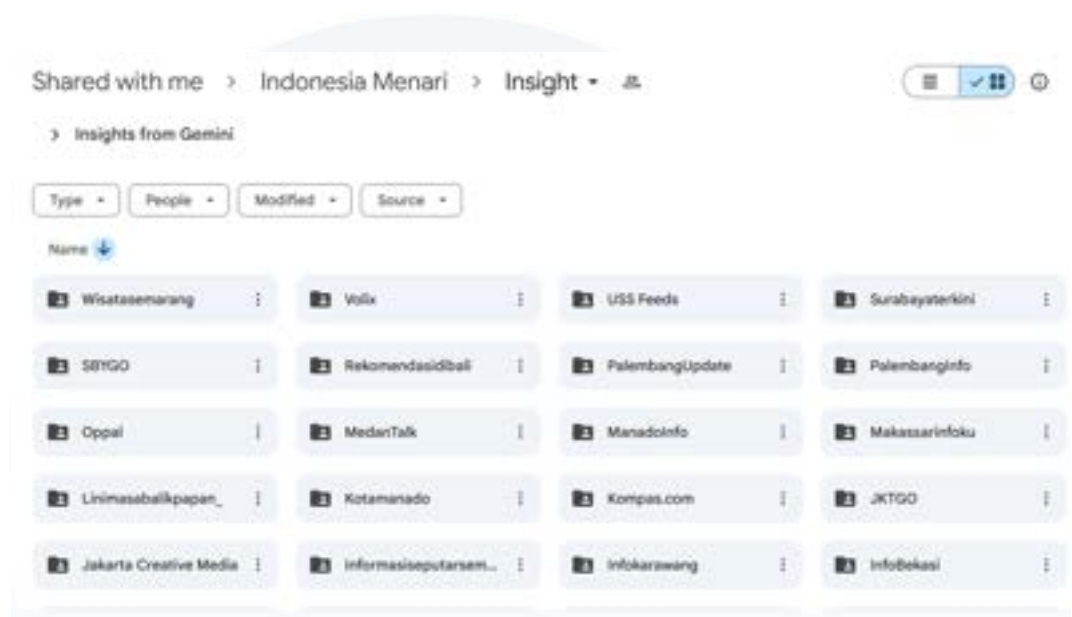 Shared with me > Indonesia Menari > Insight
> Insights from Gemini
Type People Modified Source
Name
Wisatasemarang Volix USS Feeds Surabayaterkini
SBYGO Rekomendasidibali PalembangUpdate PalembangInfo
Oppal MedanTalk ManadoInfo Makassarinfoku
Linimasabalikpapan_ Kotamanado Kompas.com JKTGO
Jakarta Creative Media Informasiseputarsem... Infokarawang InfoBekasi